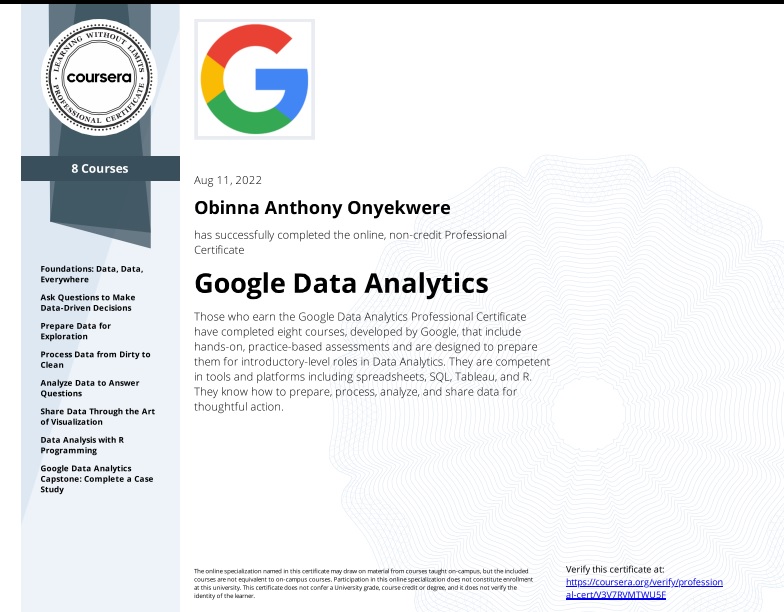 LEARNING WITHOUT LIMITS
coursera
PROFESSIONAL CERTIFICATE
8 Courses
Foundations: Data, Data,
Everywhere
Ask Questions to Make
Data-Driven Decisions
Prepare Data for
Exploration
Process Data from Dirty to
Clean
Analyze Data to Answer
Questions
Share Data Through the Art
of Visualization
Data Analysis with R
Programming
Google Data Analytics
Capstone: Complete a Case
Study
G
Aug 11, 2022
Obinna Anthony Onyekwere
has successfully completed the online, non-credit Professional
Certificate
Google Data Analytics
Those who earn the Google Data Analytics Professional Certificate
have completed eight courses, developed by Google, that include
hands-on, practice-based assessments and are designed to prepare
them for introductory-level roles in Data Analytics. They are competent
in tools and platforms including spreadsheets, SQL, Tableau, and R.
They know how to prepare, process, analyze, and share data for
thoughtful action.
The online specialization named in this certificate may draw on material from courses taught on-campus, but the included
courses are not equivalent to on-campus courses. Participation in this online specialization does not constitute enrollment
at this university. This certificate does not confer a University grade, course credit or degree, and it does not verify the
identity of the learner.
Verify this certificate at:
https://coursera.org/verify/profession
al-cert/V3V7RVMTWU5F